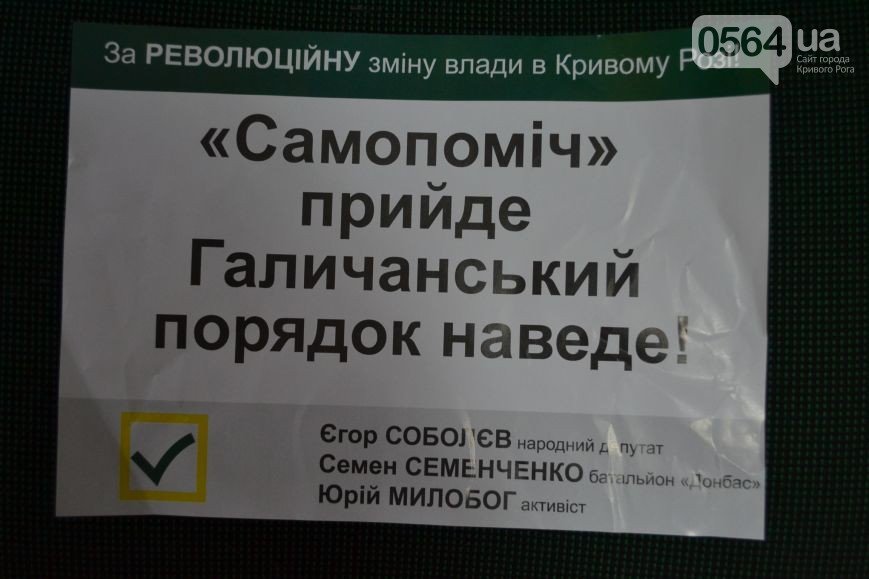 0564 ua
Сайт города
Кривого Рога
За РЕВОЛЮЦІЙНУ зміну влади в Кривому Розі!
«Самопоміч»
прийде
Галичанський
порядок наведе!
Єгор СОБОЛЄВ народний депутат
Семен СЕМЕНЧЕНКО батальйон «Донбас»
Юрій МИЛОБОГ активіст